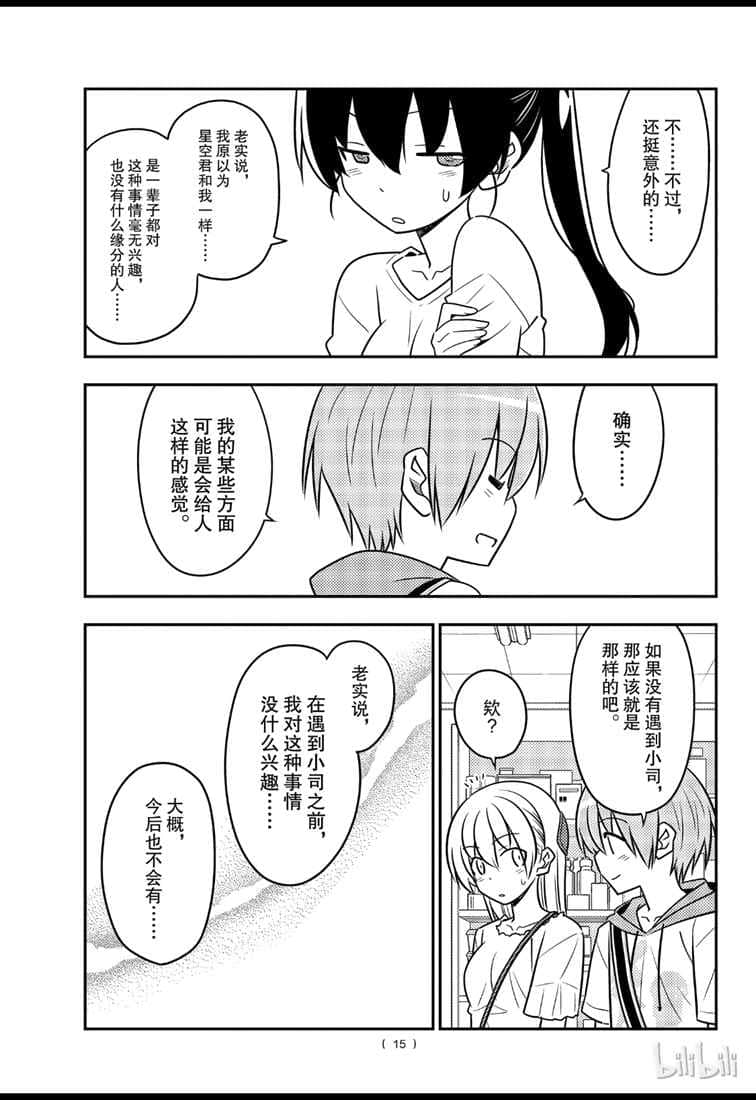 不……不过，
还挺意外的……
老实说，
我原以为
星空君和我一样……
是一辈子都对
这种事情毫无兴趣，
也没有什么缘分的人……
确实……
我的某些方面
可能是会给人
这样的感觉。
如果没有遇到小司，
那应该就是
那样的吧。
欸？
老实说，
在遇到小司之前，
我对这种事情
没什么兴趣……
大概，
今后也不会有……
( 15 )
bilibili